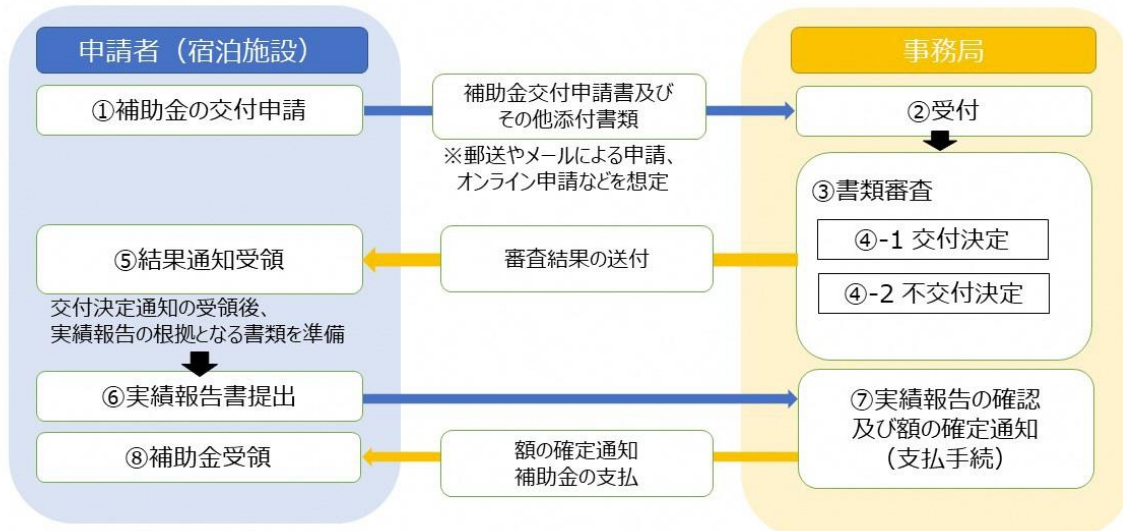 申請者（宿泊施設）
事務局
①補助金の交付申請
補助金交付申請書及び
その他添付書類
②受付
※郵送やメールによる申請、
オンライン申請などを想定
③書類審査
④-1 交付決定
④-2 不交付決定
審査結果の送付
⑤結果通知受領
交付決定通知の受領後、
実績報告の根拠となる書類を準備
⑥実績報告書提出
⑦実績報告の確認
及び額の確定通知
（支払手続）
額の確定通知
補助金の支払
⑧補助金受領